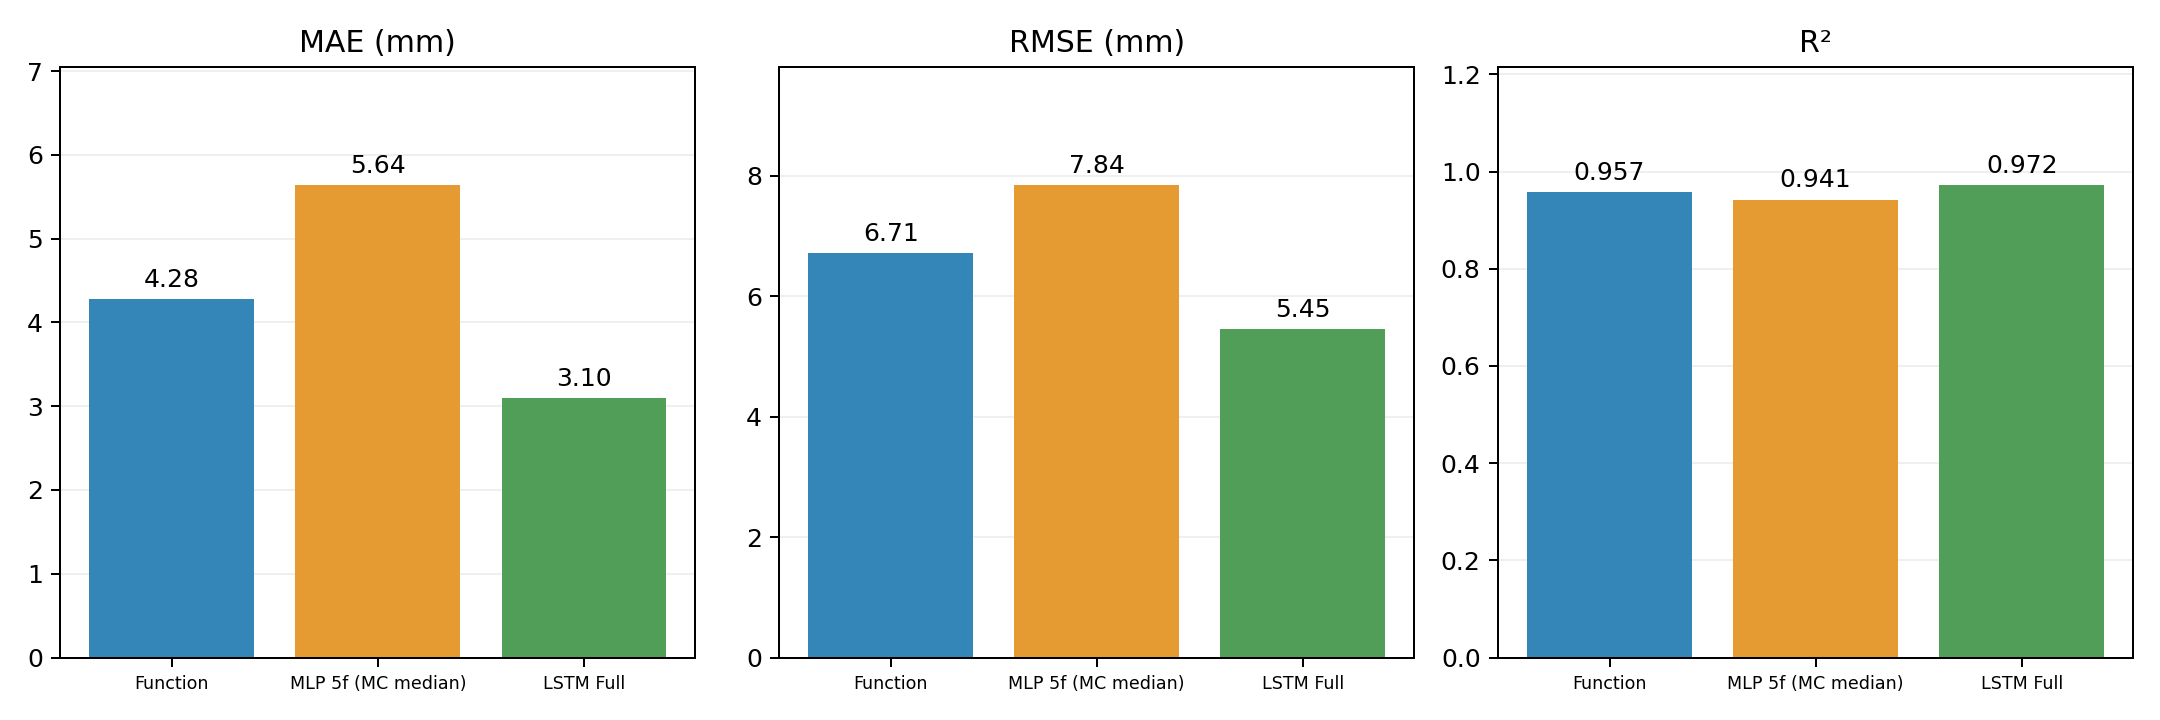 MAE (mm)
7
6
5
4
3
2
1
0
5.64
4.28
3.10
Function
MLP 5f (MC median)
LSTM Full
RMSE (mm)
8
6
4
2
0
7.84
6.71
5.45
Function
MLP 5f (MC median)
LSTM Full
R²
1.2
1.0
0.8
0.6
0.4
0.2
0.0
0.957
0.941
0.972
Function
MLP 5f (MC median)
LSTM Full